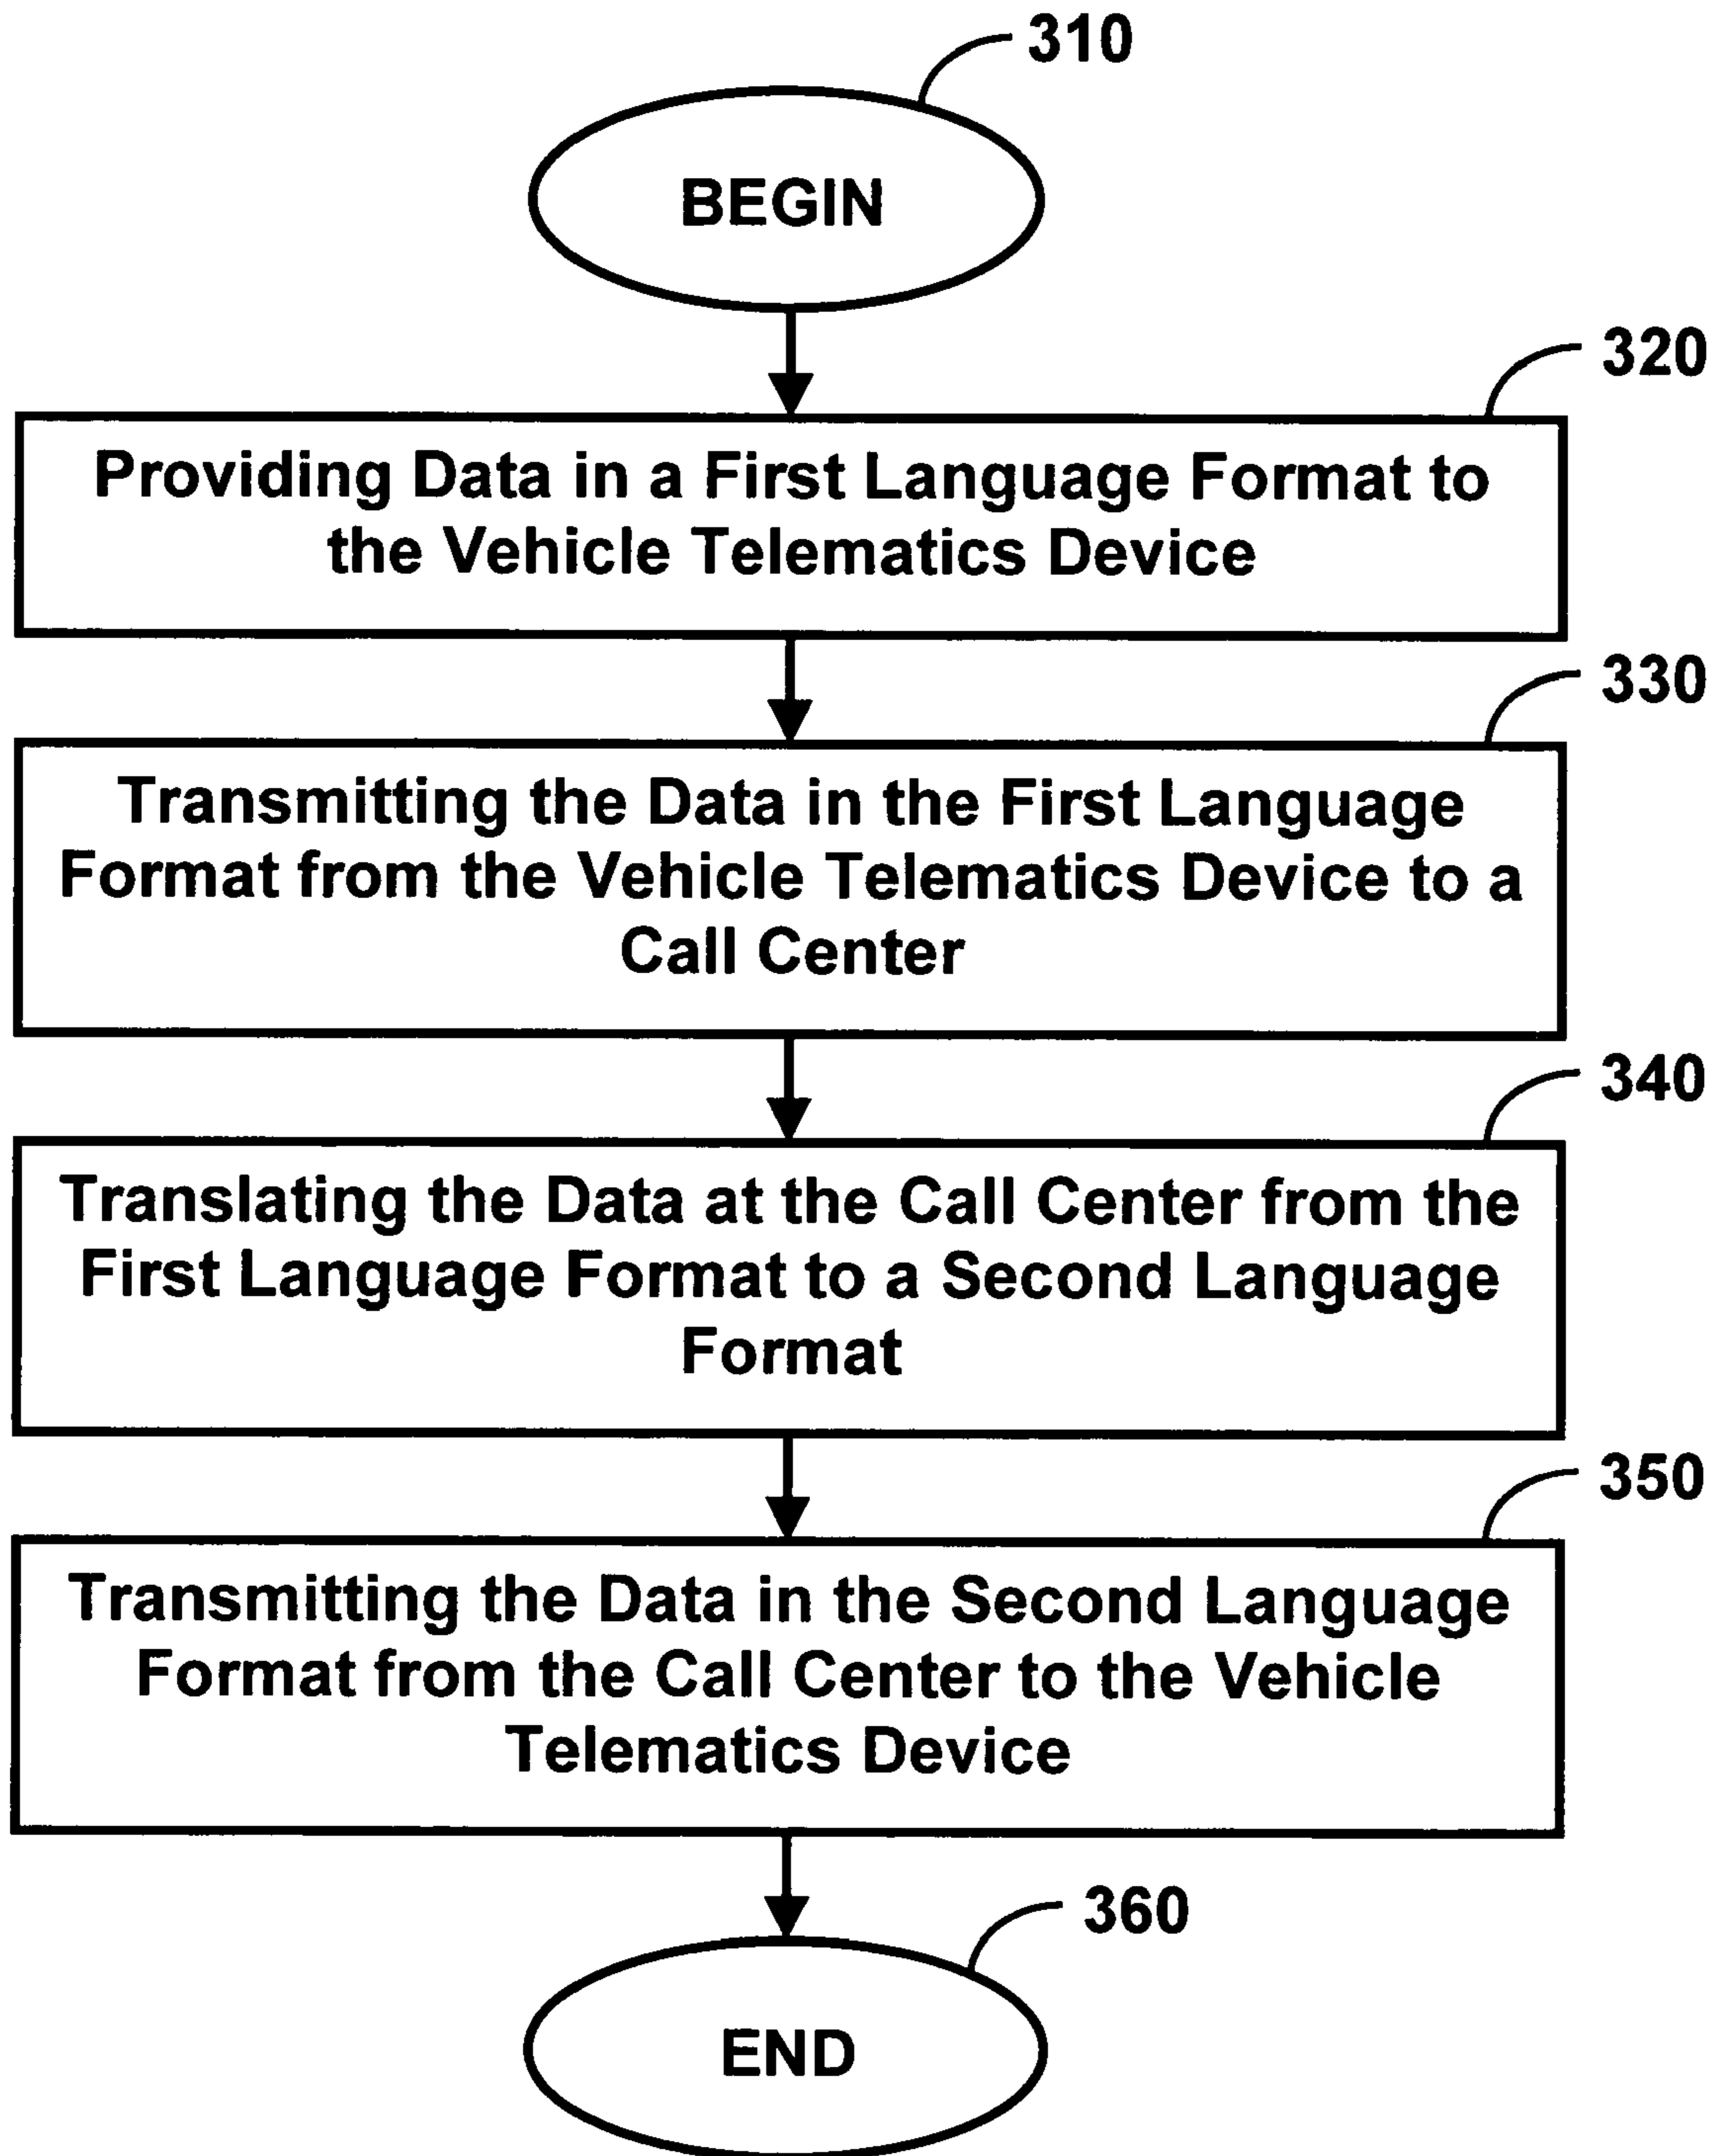 310
BEGIN
320
Providing Data in a First Language Format to
the Vehicle Telematics Device
330
Transmitting the Data in the First Language
Format from the Vehicle Telematics Device to a
Call Center
340
Translating the Data at the Call Center from the
First Language Format to a Second Language
Format
350
Transmitting the Data in the Second Language
Format from the Call Center to the Vehicle
Telematics Device
360
END